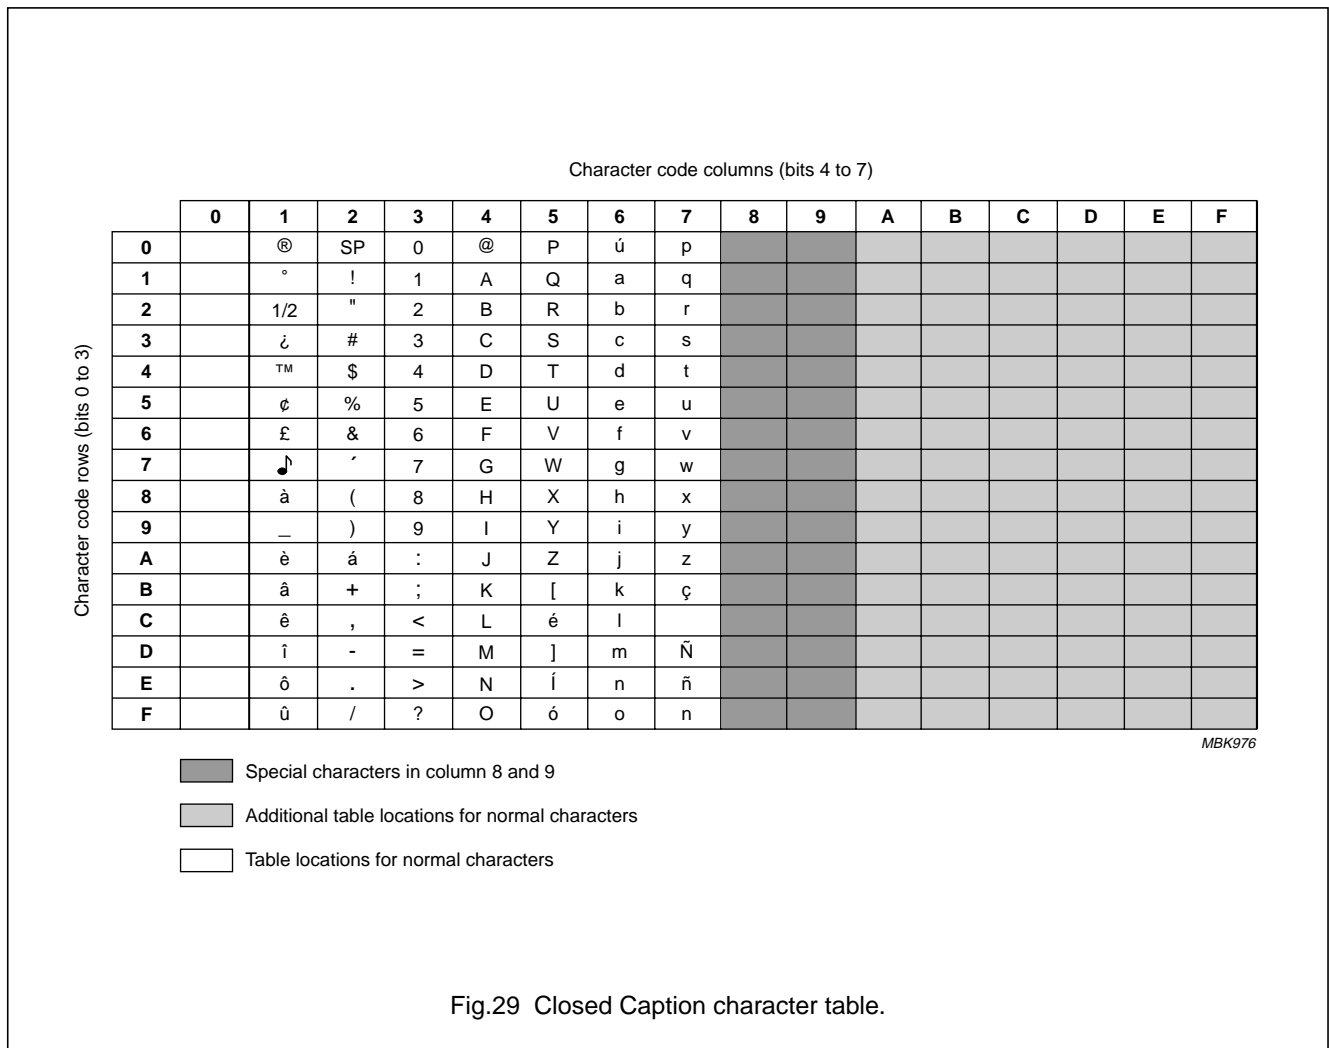 Character code columns (bits 4 to 7)
0 1 2 3 4 5 6 7 8 9 A B C D E F
0 ® SP 0 @ P ú p
1 ° ! 1 A Q a q
2 1/2 " 2 B R b r
3 ¿ # 3 C S c s
4 ™ $ 4 D T d t
5 ¢ % 5 E U e u
6 £ & 6 F V f v
7 ♪ ´ 7 G W g w
8 à ( 8 H X h x
9 _ ) 9 I Y i y
A è á : J Z j z
B â + ; K [ k ç
C ê , < L é l
D î - = M ] m Ñ
E ô . > N Í n ñ
F û / ? O ó o n
Character code rows (bits 0 to 3)
MBK976
Special characters in column 8 and 9
Additional table locations for normal characters
Table locations for normal characters
Fig.29 Closed Caption character table.